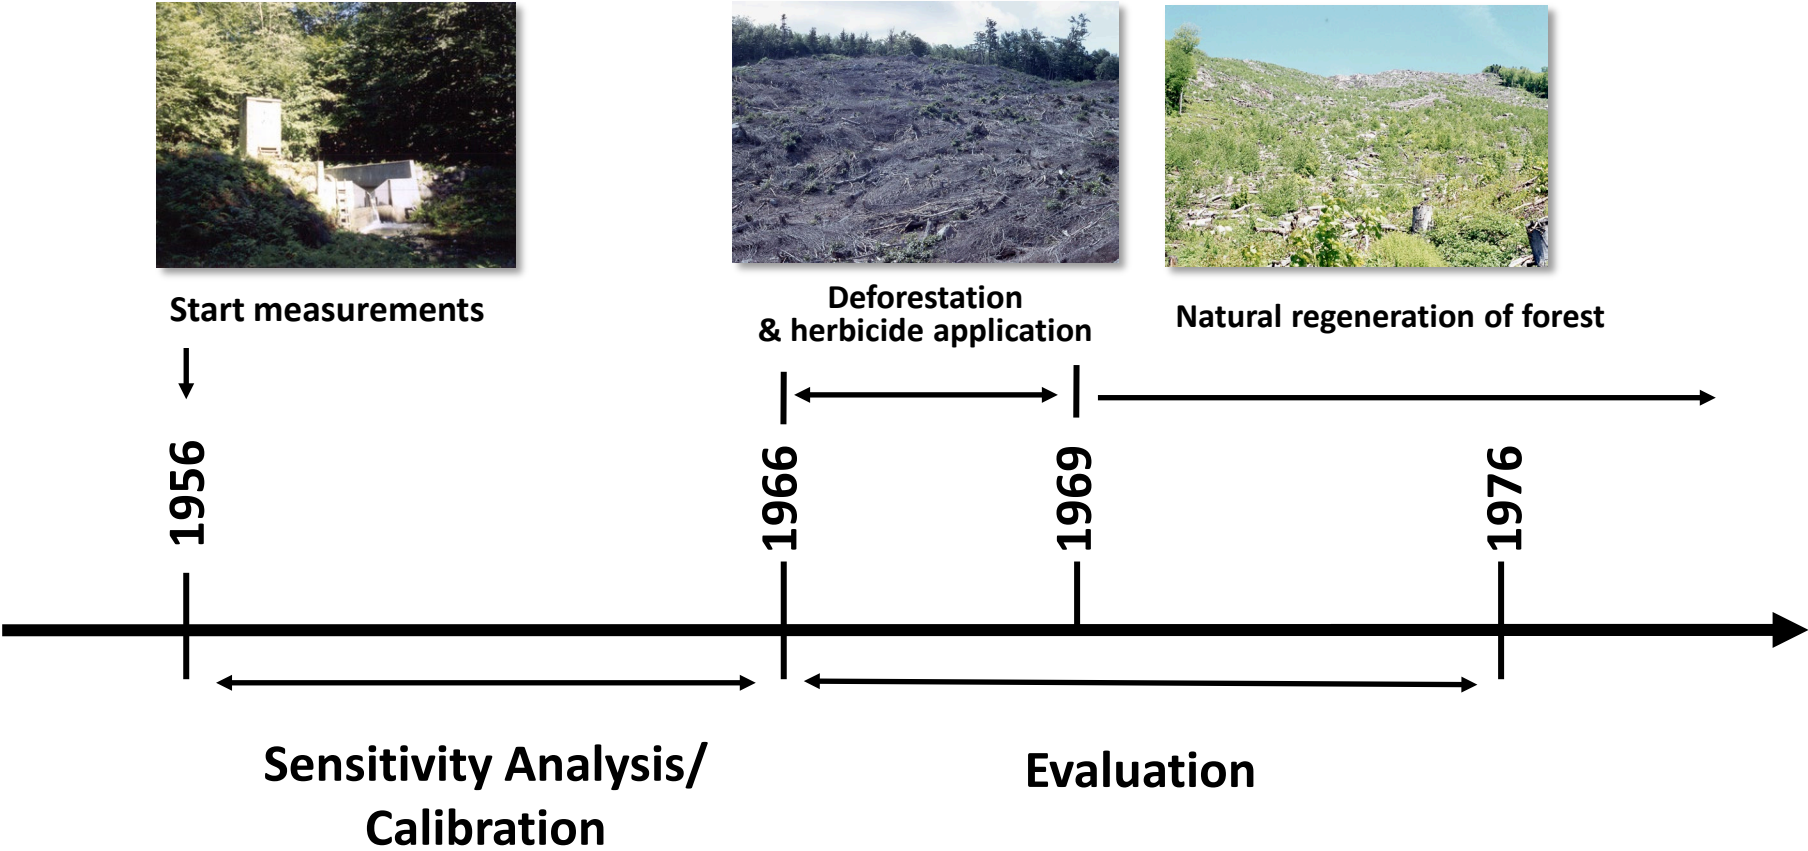 Start measurements
Deforestation
& herbicide application
Natural regeneration of forest
1956
1966
1969
1976
Sensitivity Analysis/
Calibration
Evaluation